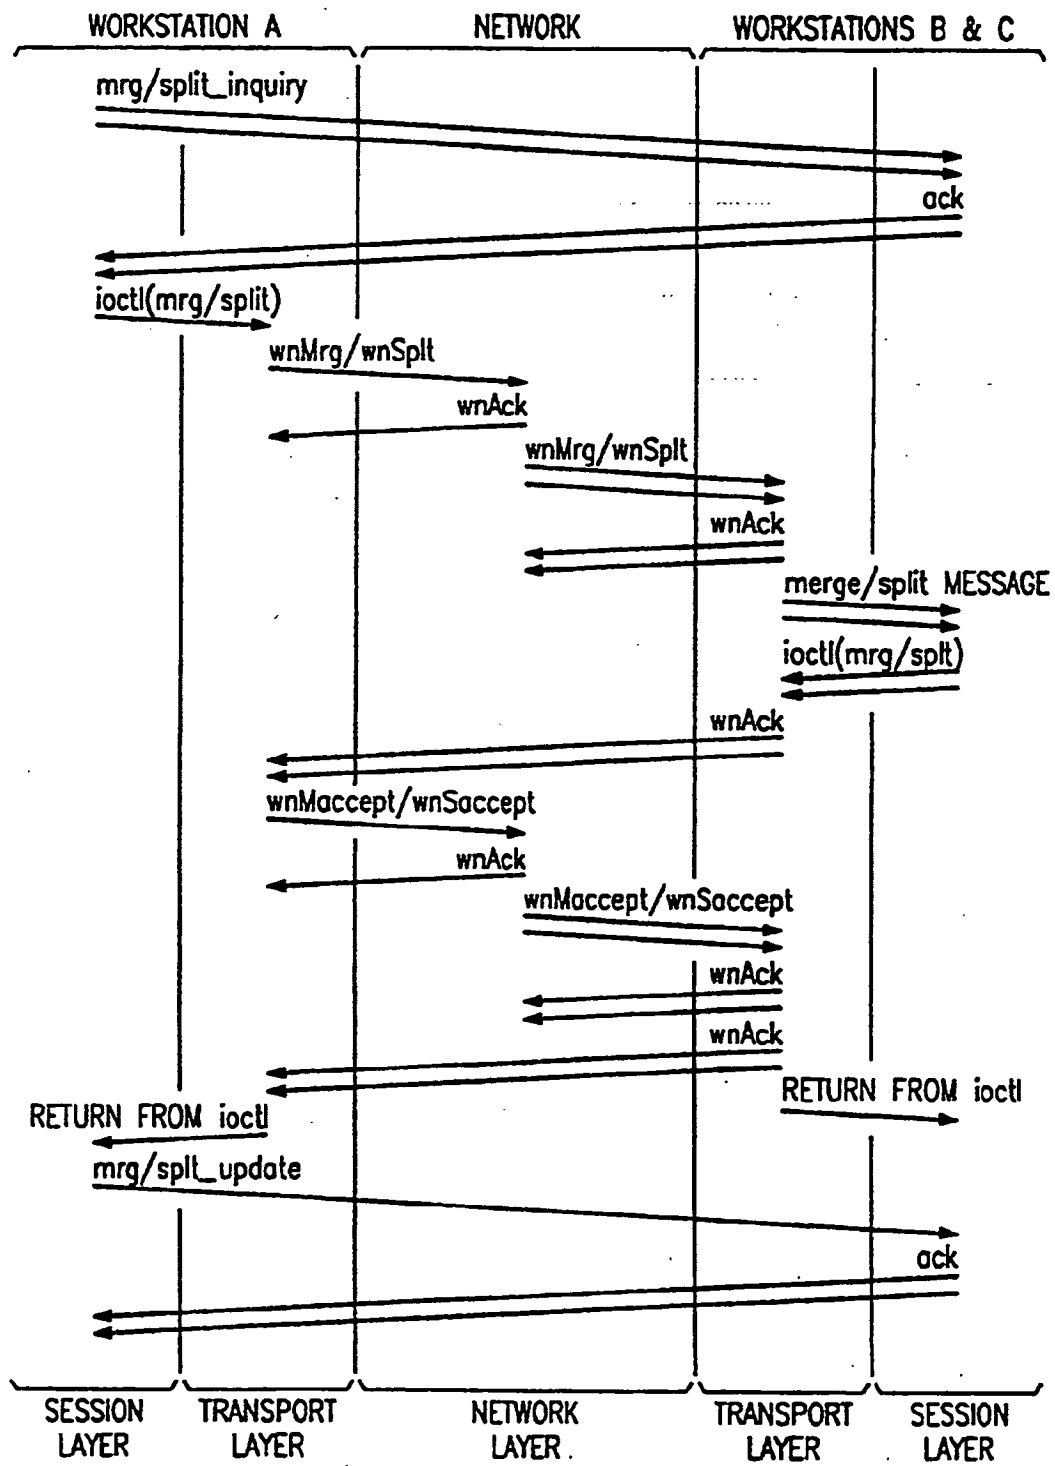 WORKSTATION A NETWORK WORKSTATIONS B & C
mrg/split_inquiry
ack
ioctl(mrg/split)
wnMrg/wnSplt
wnAck
wnMrg/wnSplt
wnAck
merge/split MESSAGE
ioctl(mrg/splt)
wnAck
wnMaccept/wnSaccept
wnAck
wnMaccept/wnSaccept
wnAck
wnAck
RETURN FROM ioctl
RETURN FROM ioctl
mrg/splt_update
ack
SESSION TRANSPORT NETWORK TRANSPORT SESSION
LAYER LAYER LAYER LAYER LAYER